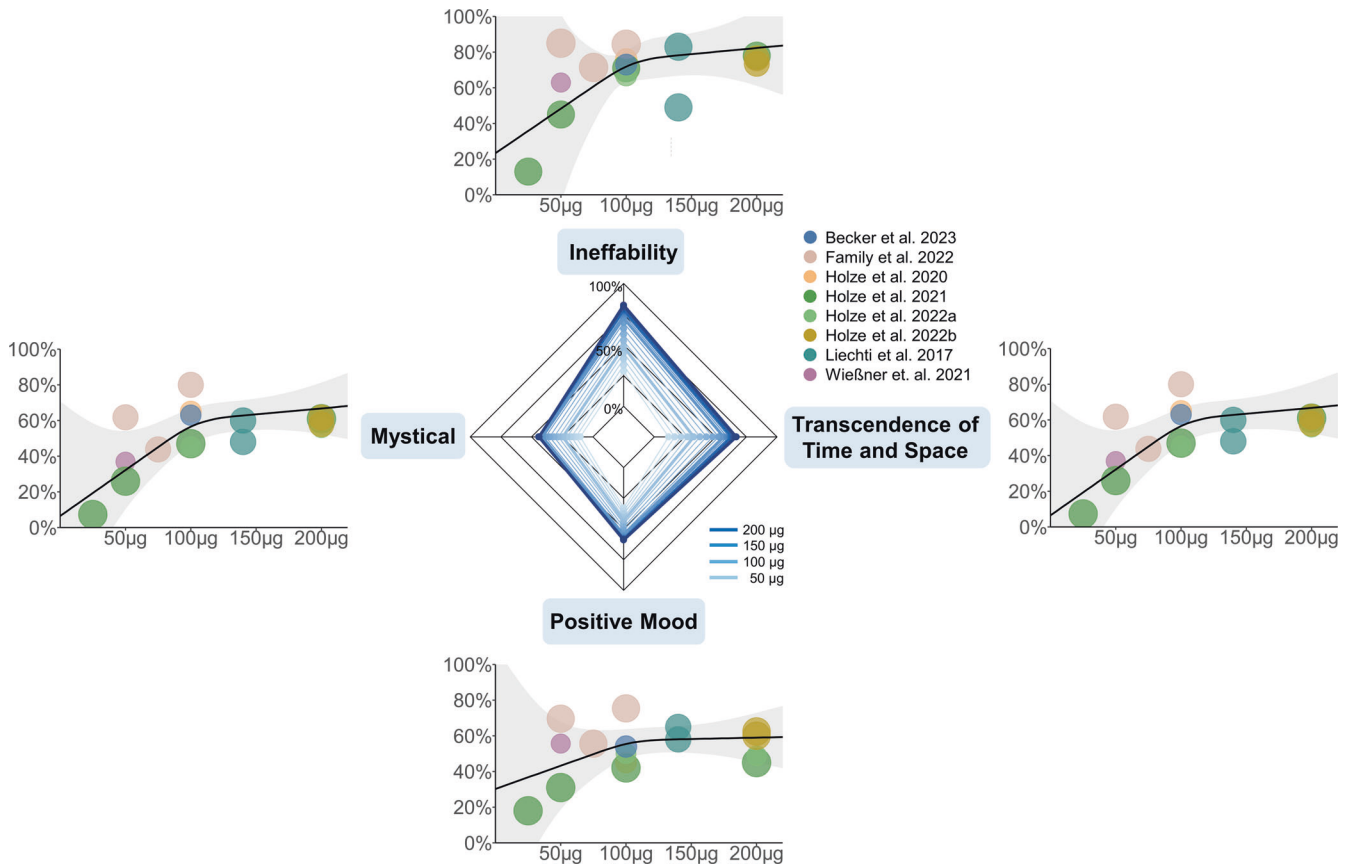 100%
80%
60%
40%
20%
0%
50µg 100µg 150µg 200µg
Ineffability
Becker et al. 2023
Family et al. 2022
Holze et al. 2020
Holze et al. 2021
Holze et al. 2022a
Holze et al. 2022b
Liechti et al. 2017
Wießner et. al. 2021
100%
50%
0%
100%
80%
60%
40%
20%
0%
50µg 100µg 150µg 200µg
Mystical
Transcendence of
Time and Space
100%
80%
60%
40%
20%
0%
50µg 100µg 150µg 200µg
200 µg
150 µg
100 µg
50 µg
Positive Mood
100%
80%
60%
40%
20%
0%
50µg 100µg 150µg 200µg